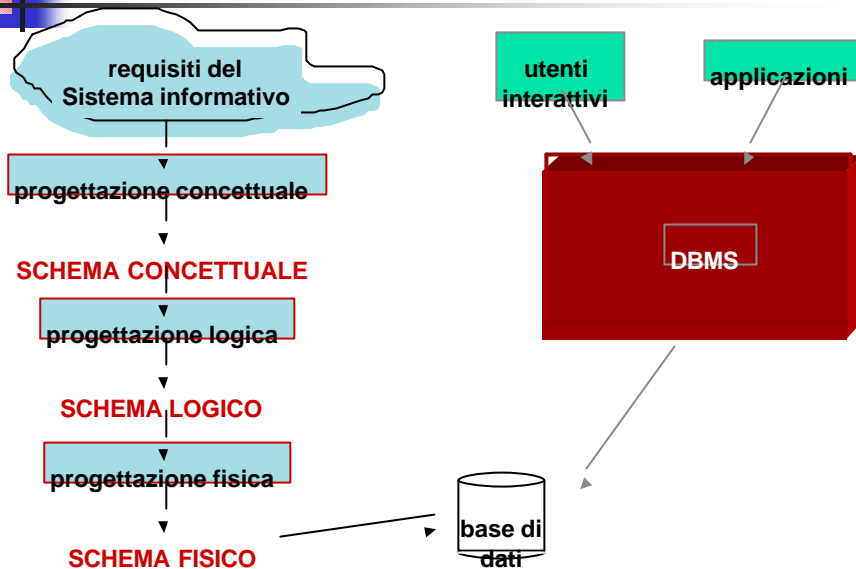 requisiti del
Sistema informativo
progettazione concettuale
SCHEMA CONCETTUALE
progettazione logica
SCHEMA LOGICO
progettazione fisica
SCHEMA FISICO
utenti
interattivi
applicazioni
DBMS
base di
dati